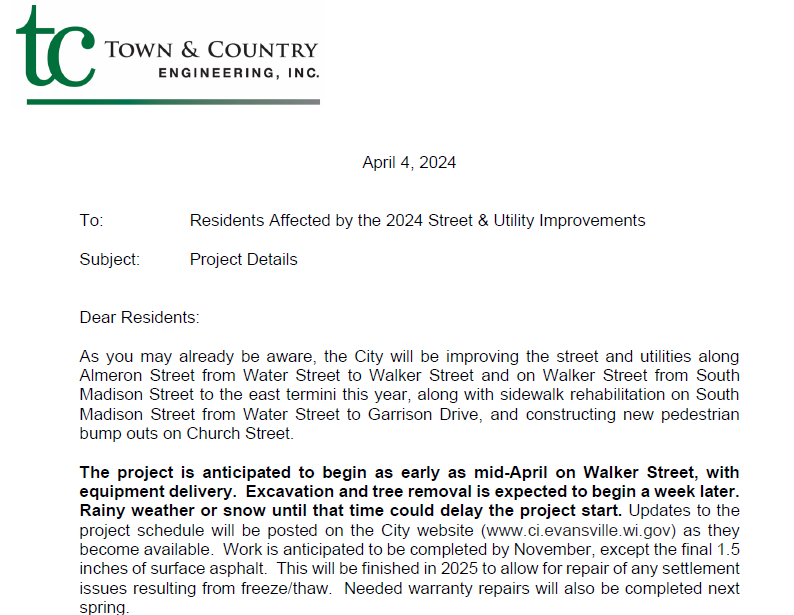 tc TOWN & COUNTRY
ENGINEERING, INC.
April 4, 2024
To: Residents Affected by the 2024 Street & Utility Improvements
Subject: Project Details
Dear Residents:
As you may already be aware, the City will be improving the street and utilities along
Almeron Street from Water Street to Walker Street and on Walker Street from South
Madison Street to the east termini this year, along with sidewalk rehabilitation on South
Madison Street from Water Street to Garrison Drive, and constructing new pedestrian
bump outs on Church Street.
The project is anticipated to begin as early as mid-April on Walker Street, with
equipment delivery. Excavation and tree removal is expected to begin a week later.
Rainy weather or snow until that time could delay the project start. Updates to the
project schedule will be posted on the City website (www.ci.evansville.wi.gov) as they
become available. Work is anticipated to be completed by November, except the final 1.5
inches of surface asphalt. This will be finished in 2025 to allow for repair of any settlement
issues resulting from freeze/thaw. Needed warranty repairs will also be completed next
spring.